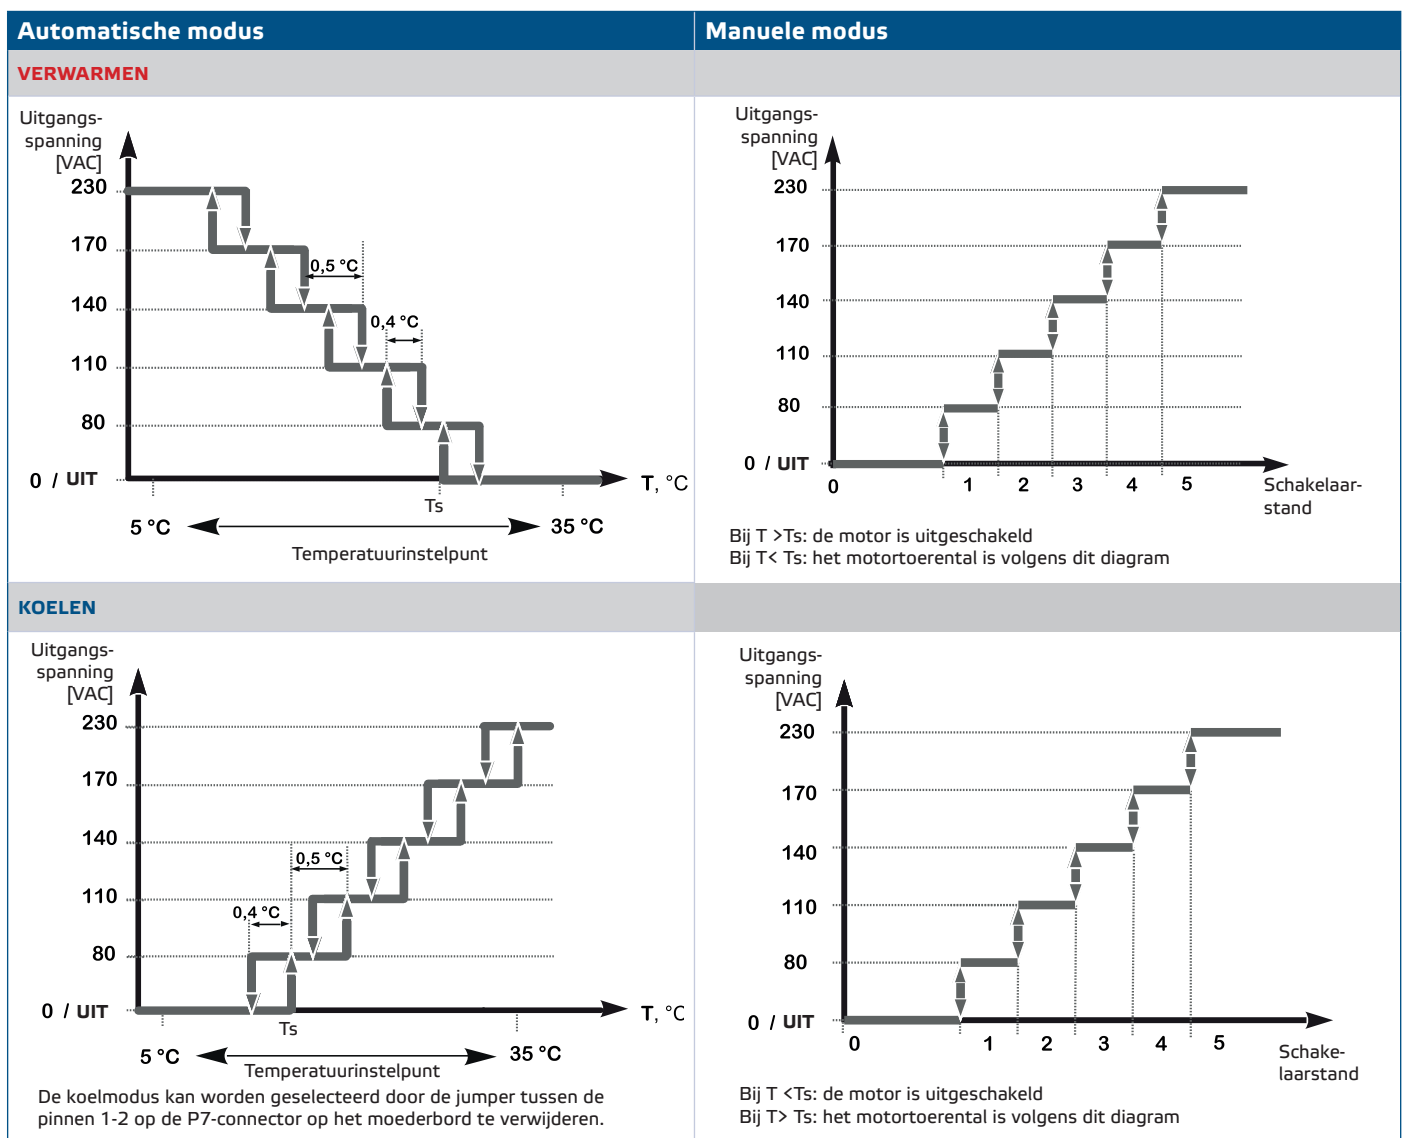 Automatische modus
Manuele modus
VERWARMEN
Uitgangs-
spanning
[VAC]
230
170
140
110
80
0 / UIT
0,5 °C
0,4 °C
T, °C
Ts
5 °C
35 °C
Temperatuurinstelpunt
Uitgangs-
spanning
[VAC]
230
170
140
110
80
0 / UIT
0
1
2
3
4
5
Schakelaar-
stand
Bij T >Ts: de motor is uitgeschakeld
Bij T< Ts: het motortoerental is volgens dit diagram
KOELEN
Uitgangs-
spanning
[VAC]
230
170
140
110
80
0 / UIT
0,5 °C
0,4 °C
T, °C
Ts
5 °C
35 °C
Temperatuurinstelpunt
De koelmodus kan worden geselecteerd door de jumper tussen de
pinnen 1-2 op de P7-connector op het moederbord te verwijderen.
Uitgangs-
spanning
[VAC]
230
170
140
110
80
0 / UIT
0
1
2
3
4
5
Schake-
laarstand
Bij T <Ts: de motor is uitgeschakeld
Bij T> Ts: het motortoerental is volgens dit diagram